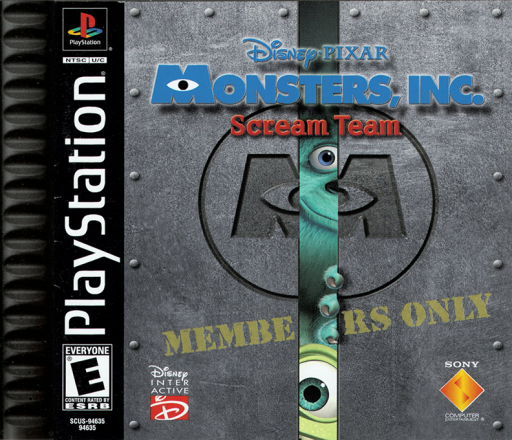 PlayStation
NTSC U/C
PlayStation
EVERYONE
E
CONTENT RATED BY
ESRB
SCUS-94635
94635
Disney·PIXAR
MONSTERS, INC.
Scream Team
MEMBE RS ONLY
Disney
INTER
ACTIVE
D
SONY
COMPUTER
ENTERTAINMENT